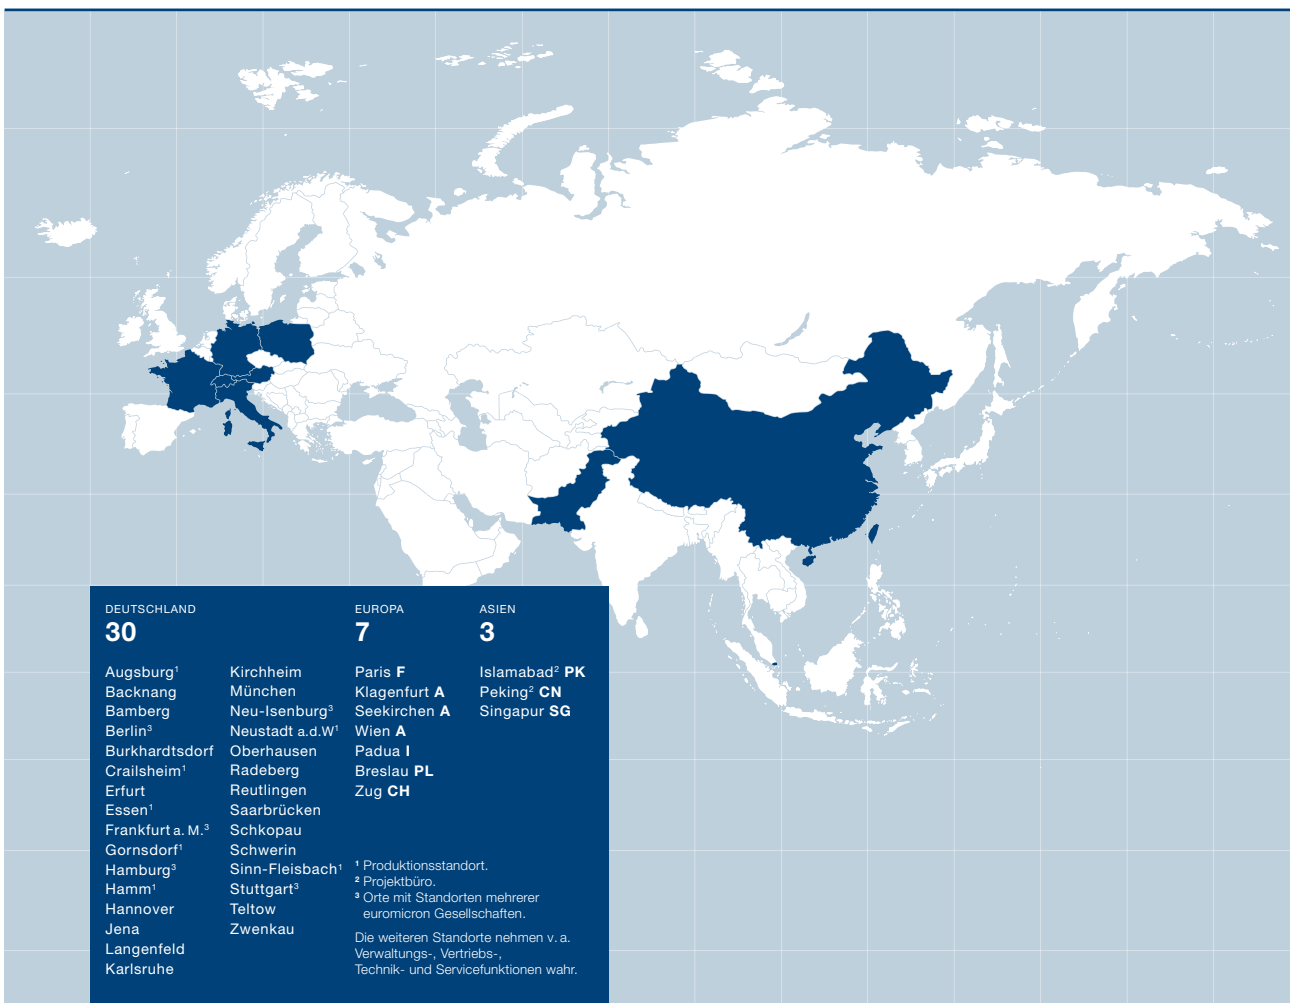 DEUTSCHLAND
30
Augsburg¹
Backnang
Bamberg
Berlin³
Burkhardtsdorf
Crailsheim¹
Erfurt
Essen¹
Frankfurt a. M.³
Gornsdorf¹
Hamburg³
Hamm¹
Hannover
Jena
Langenfeld
Karlsruhe
Kirchheim
München
Neu-Isenburg³
Neustadt a.d.W¹
Oberhausen
Radeberg
Reutlingen
Saarbrücken
Schkopau
Schwerin
Sinn-Fleisbach¹
Stuttgart³
Teltow
Zwenkau
EUROPA
7
Paris F
Klagenfurt A
Seekirchen A
Wien A
Padua I
Breslau PL
Zug CH
ASIEN
3
Islamabad² PK
Peking² CN
Singapur SG
¹ Produktionsstandort.
² Projektbüro.
³ Orte mit Standorten mehrerer
euromicron Gesellschaften.
Die weiteren Standorte nehmen v. a.
Verwaltungs-, Vertriebs-,
Technik- und Servicefunktionen wahr.